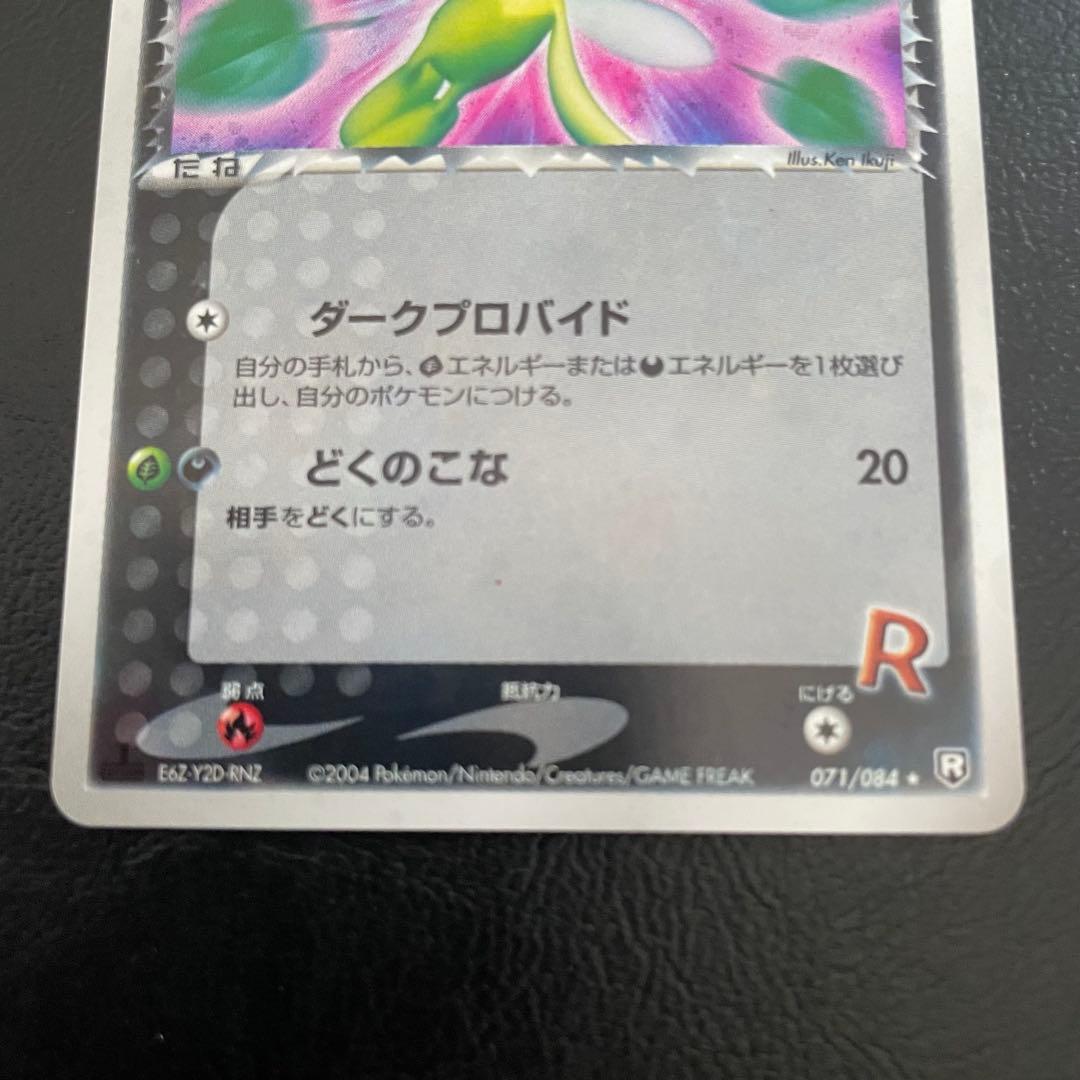 たね
Illus.Ken Ikuji
ダークプロバイド
自分の手札から、エネルギーまたはエネルギーを1枚選び
出し、自分のポケモンにつける。
どくのこな 20
相手をどくにする。
R
弱点 抵抗力 にげる
E6Z-Y2D-RNZ ©2004 Pokémon/Nintendo/Creatures/GAME FREAK 071/084 ★ R